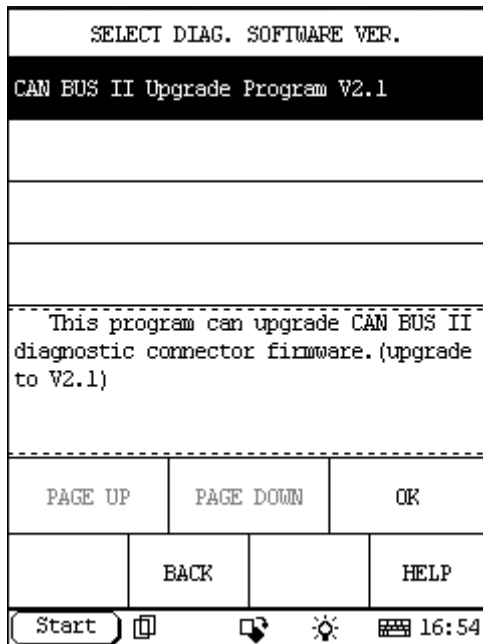 SELECT DIAG. SOFTWARE VER.
CAN BUS II Upgrade Program V2.1
This program can upgrade CAN BUS II
diagnostic connector firmware.(upgrade
to V2.1)
PAGE UP PAGE DOWN OK
BACK HELP
Start 16:54